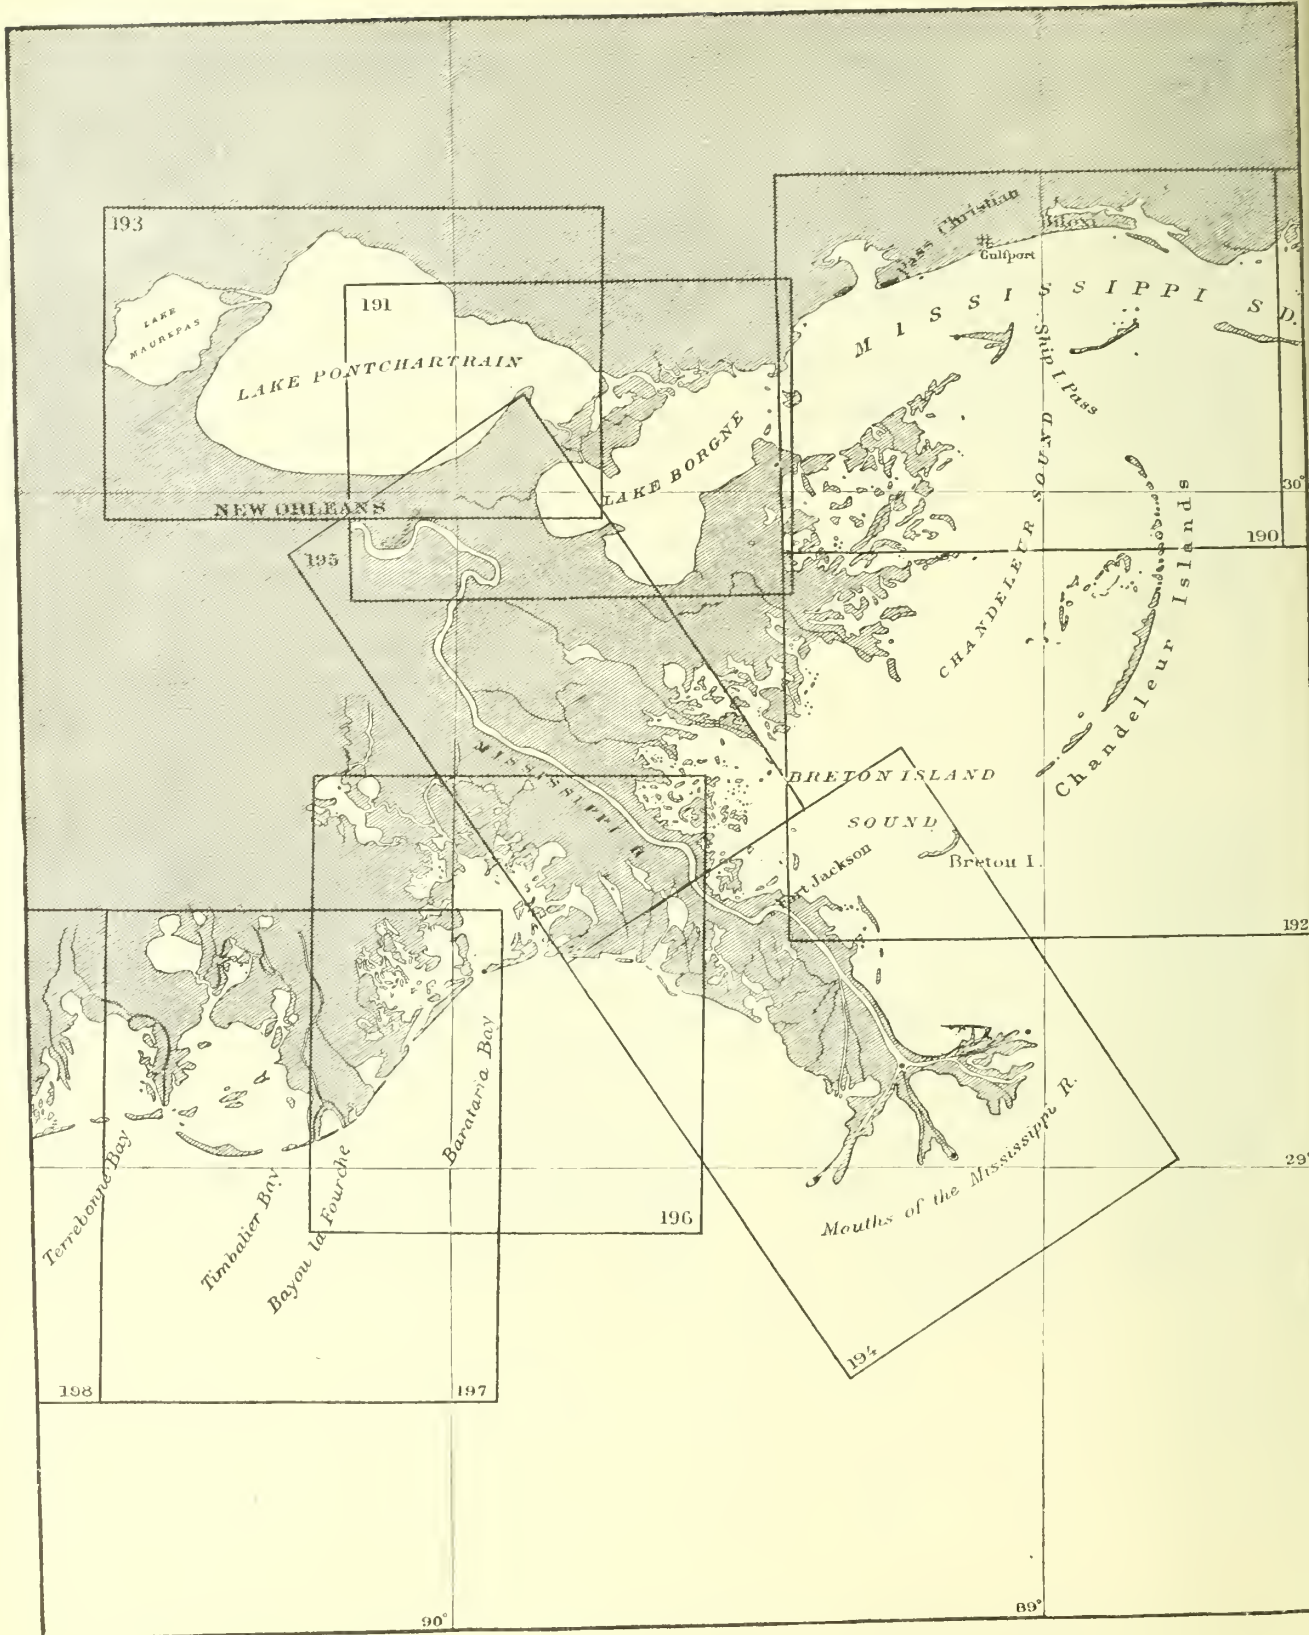 193
Pass Christian
Biloxi
Gulfport
191
LAKE
MAUREPAS
MISSISSIPPI SD.
LAKE PONTCHARTRAIN
Ship I. Pass
LAKE BORGNE
30°
NEW ORLEANS
190
195
CHANDELEUR SOUND
Chandeleur Islands
MISSISSIPPI R.
BRETON ISLAND
SOUND
Breton I.
Fort Jackson
192
Barataria Bay
Mouths of the Mississippi R.
29°
Terrebonne Bay
Timbalier Bay
Bayou la Fourche
196
194
198
197
90°
89°